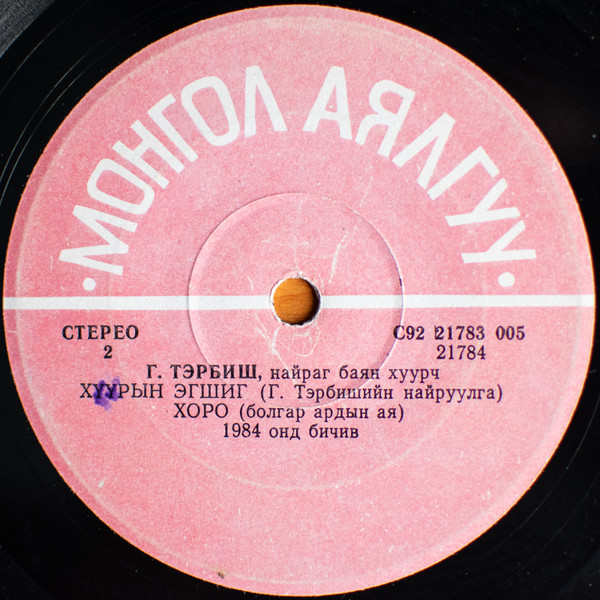 · МОНГОЛ АЯЛГУУ ·
СТЕРЕО
2
С92 21783 005
21784
Г. ТЭРБИШ, найраг баян хуурч
ХУУРЫН ЭГШИГ (Г. Тэрбишийн найруулга)
ХОРО (болгар ардын ая)
1984 онд бичив